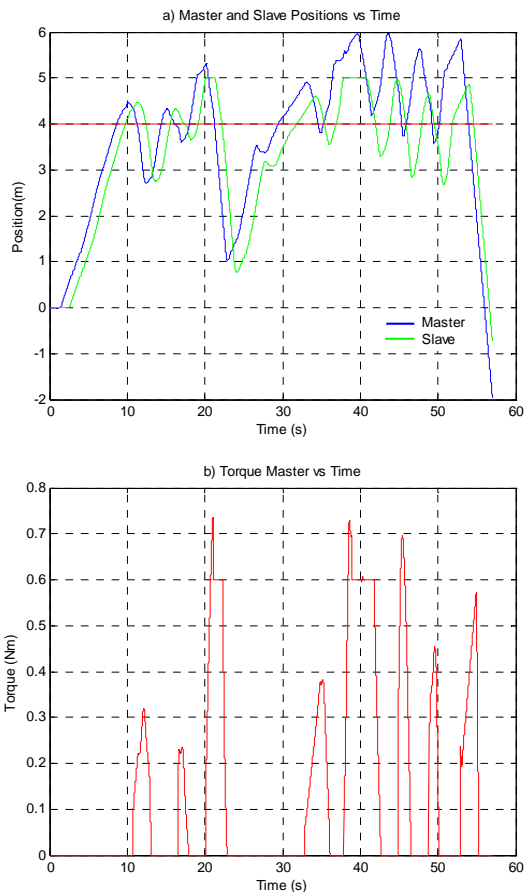 a) Master and Slave Positions vs Time
6
5
4
3
2
1
0
-1
-2
Position(m)
Master
Slave
0 10 20 30 40 50 60
Time (s)
b) Torque Master vs Time
0.8
0.7
0.6
0.5
0.4
0.3
0.2
0.1
0
Torque (Nm)
0 10 20 30 40 50 60
Time (s)